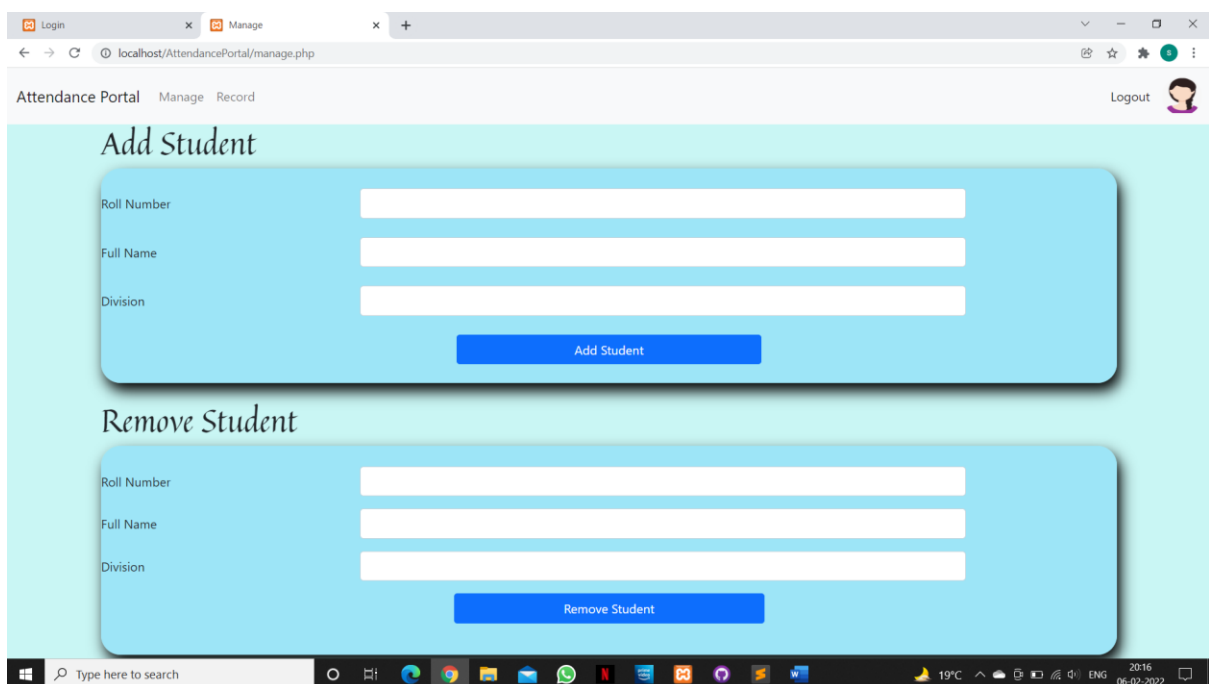 Login
Manage
localhost/AttendancePortal/manage.php
S
Attendance Portal Manage Record
Logout
Add Student
Roll Number
Full Name
Division
Add Student
Remove Student
Roll Number
Full Name
Division
Remove Student
Type here to search
N
W
19°C
ENG
20:16
06-02-2022